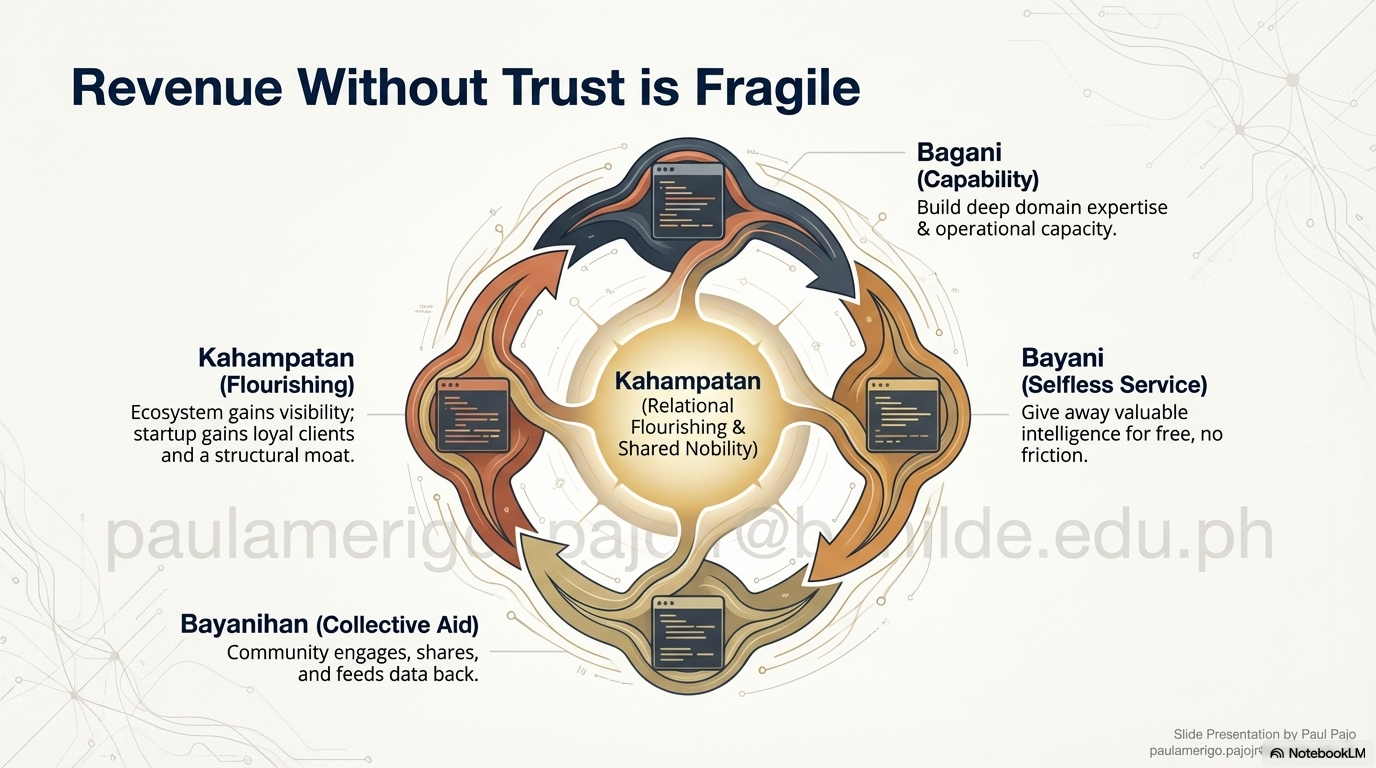 Revenue Without Trust is Fragile
Bagani
(Capability)
Build deep domain expertise
& operational capacity.
Kahampatan
(Flourishing)
Ecosystem gains visibility;
startup gains loyal clients
and a structural moat.
Kahampatan
(Relational
Flourishing &
Shared Nobility)
Bayani
(Selfless Service)
Give away valuable
intelligence for free, no
friction.
Bayanihan (Collective Aid)
Community engages, shares,
and feeds data back.
Slide Presentation by Paul Pajo
NotebookLM